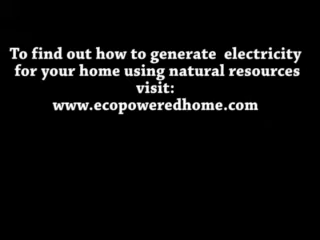 To find out how to generate electricity
for your home using natural resources
visit:
www.ecopoweredhome.com